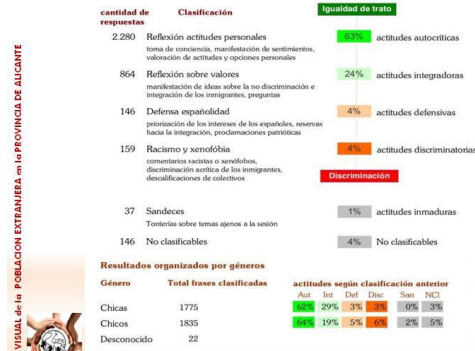 cantidad de respuestas Clasificación Igualdad de trato
2.280 Reflexión actitudes personales 63% actitudes autocríticas
toma de conciencia, manifestación de sentimientos,
valoración de actitudes y opciones personales
864 Reflexión sobre valores 24% actitudes integradoras
manifestación de ideas sobre la no discriminación e
integración de los inmigrantes, preguntas
146 Defensa españolidad 4% actitudes defensivas
priorización de los intereses de los españoles, reservas
hacia la integración, proclamaciones patrióticas
159 Racismo y xenofóbia 4% actitudes discriminatorias
comentarios racistas o xenófobos,
discriminación acrítica de los inmigrantes,
descalificaciones de colectivos
Discriminación
37 Sandeces 1% actitudes inmaduras
Tonterías sobre temas ajenos a la sesión
146 No clasificables 4% No clasificables
Resultados organizados por géneros
Género Total frases clasificadas actitudes según clasificación anterior
Aut Int Def Disc San NCl
Chicas 1775 62% 29% 3% 3% 0% 3%
Chicos 1835 64% 19% 5% 6% 2% 5%
Desconocido 22
VISUAL de la POBLACION EXTRANJERA en la PROVINCIA DE ALICANTE